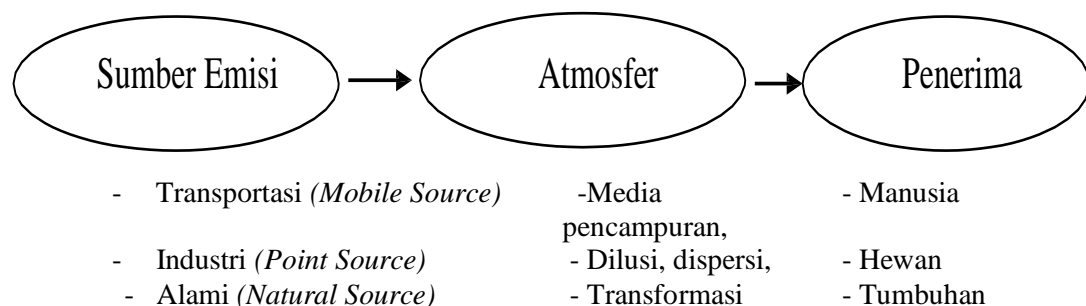 Sumber Emisi Atmosfer Penerima
- Transportasi (Mobile Source) -Media - Manusia
pencampuran,
- Industri (Point Source) - Dilusi, dispersi, - Hewan
- Alami (Natural Source) - Transformasi - Tumbuhan